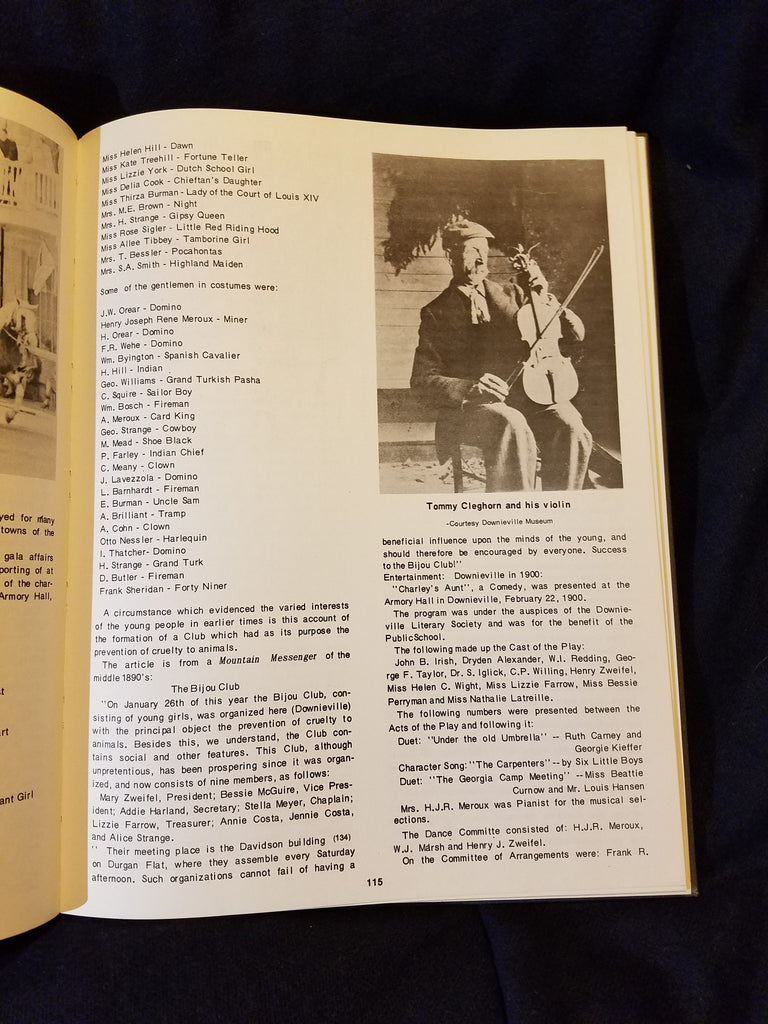 yed for many
towns of the
gala affairs
porting of at
of the char-
Armory Hall,
t
rt
ant Girl
Miss Helen Hill - Dawn
Miss Kate Treehill - Fortune Teller
Miss Lizzie York - Dutch School Girl
Miss Delia Cook - Chieftan's Daughter
Miss Thirza Burman - Lady of the Court of Louis XIV
Mrs. M.E. Brown - Night
Mrs. H. Strange - Gipsy Queen
Miss Rose Sigler - Little Red Riding Hood
Miss Allee Tibbey - Tamborine Girl
Mrs. T. Bessler - Pocahontas
Mrs. S.A. Smith - Highland Maiden
Some of the gentlemen in costumes were:
J.W. Orear - Domino
Henry Joseph Rene Meroux - Miner
H. Orear - Domino
F.R. Wehe - Domino
Wm. Byington - Spanish Cavalier
H. Hill - Indian
Geo. Williams - Grand Turkish Pasha
C. Squire - Sailor Boy
Wm. Bosch - Fireman
A. Meroux - Card King
Geo. Strange - Cowboy
M. Mead - Shoe Black
P. Farley - Indian Chief
C. Meany - Clown
J. Lavezzola - Domino
L. Barnhardt - Fireman
E. Burman - Uncle Sam
A. Brilliant - Tramp
A. Cohn - Clown
Otto Nessler - Harlequin
I. Thatcher- Domino
H. Strange - Grand Turk
D. Butler - Fireman
Frank Sheridan - Forty Niner
A circumstance which evidenced the varied interests
of the young people in earlier times is this account of
the formation of a Club which had as its purpose the
prevention of cruelty to animals.
The article is from a Mountain Messenger of the
middle 1890's:
The Bijou Club
"On January 26th of this year the Bijou Club, con-
sisting of young girls, was organized here (Downieville)
with the principal object the prevention of cruelty to
animals. Besides this, we understand, the Club con-
tains social and other features. This Club, although
unpretentious, has been prospering since it was organ-
ized, and now consists of nine members, as follows:
Mary Zweifel, President; Bessie McGuire, Vice Pres-
ident; Addie Harland, Secretary; Stella Meyer, Chaplain;
Lizzie Farrow, Treasurer; Annie Costa, Jennie Costa,
and Alice Strange.
" Their meeting place is the Davidson building (134)
on Durgan Flat, where they assemble every Saturday
afternoon. Such organizations cannot fail of having a
Tommy Cleghorn and his violin
-Courtesy Downieville Museum
beneficial influence upon the minds of the young, and
should therefore be encouraged by everyone. Success
to the Bijou Club!"
Entertainment: Downieville in 1900:
"Charley's Aunt", a Comedy, was presented at the
Armory Hall in Downieville, February 22, 1900.
The program was under the auspices of the Downie-
ville Literary Society and was for the benefit of the
Public School.
The following made up the Cast of the Play:
John B. Irish, Dryden Alexander, W.I. Redding, Geo-
rge F. Taylor, Dr. S. Iglick, C.P. Willing, Henry Zweifel,
Miss Helen C. Wight, Miss Lizzie Farrow, Miss Bessie
Perryman and Miss Nathalie Latreille.
The following numbers were presented between the
Acts of the Play and following it:
Duet: "Under the old Umbrella" -- Ruth Carney and
Georgie Kieffer
Character Song: "The Carpenters" -- by Six Little Boys
Duet: "The Georgia Camp Meeting" -- Miss Beattie
Curnow and Mr. Louis Hansen
Mrs. H.J.R. Meroux was Pianist for the musical sel-
ections.
The Dance Committe consisted of: H.J.R. Meroux,
W.J. Marsh and Henry J. Zweifel.
On the Committee of Arrangements were: Frank R.
115